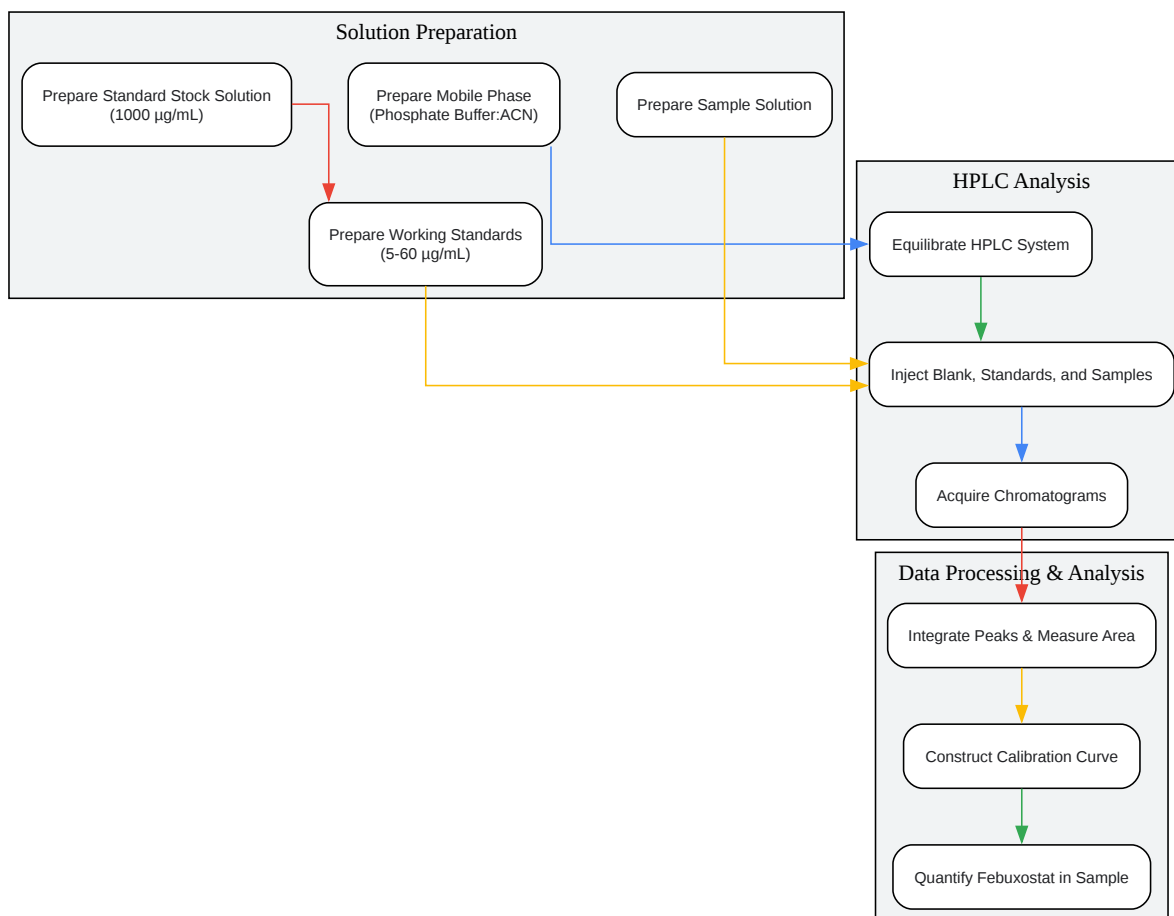 Solution Preparation
Prepare Standard Stock Solution
(1000 µg/mL)
Prepare Mobile Phase
(Phosphate Buffer:ACN)
Prepare Sample Solution
Prepare Working Standards
(5-60 µg/mL)
HPLC Analysis
Equilibrate HPLC System
Inject Blank, Standards, and Samples
Acquire Chromatograms
Data Processing & Analysis
Integrate Peaks & Measure Area
Construct Calibration Curve
Quantify Febuxostat in Sample